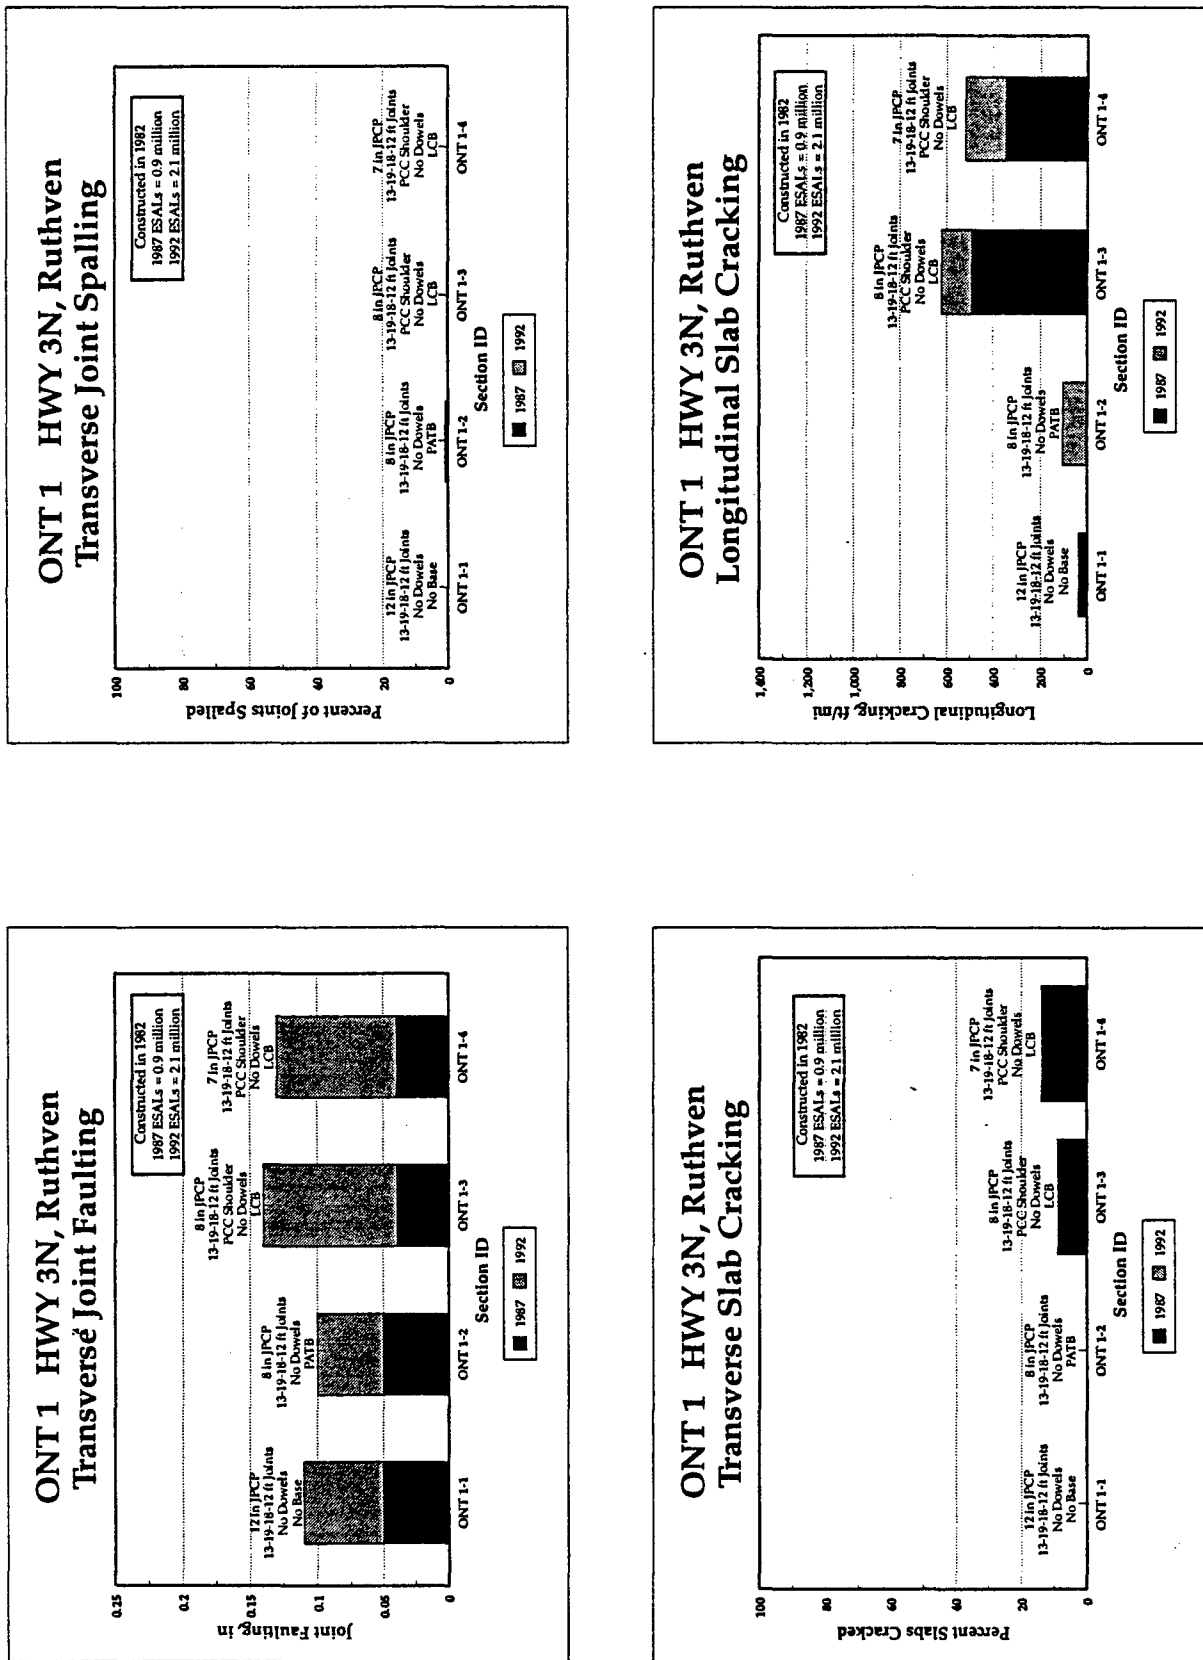 ONT 1 HWY 3N, Ruthven
Transverse Joint Faulting
Constructed in 1982
1987 ESALs = 0.9 million
1992 ESALs = 2.1 million
Joint Faulting, in
0.25
0.2
0.15
0.1
0.05
0
12 in JPCP
13-19-18-12 ft Joints
No Dowels
No Base
8 in JPCP
13-19-18-12 ft Joints
No Dowels
PATB
8 in JPCP
13-19-18-12 ft Joints
PCC Shoulder
No Dowels
LCB
7 in JPCP
13-19-18-12 ft Joints
PCC Shoulder
No Dowels
LCB
ONT 1-1 ONT 1-2 ONT 1-3 ONT 1-4
Section ID
1987 1992
ONT 1 HWY 3N, Ruthven
Transverse Joint Spalling
Constructed in 1982
1987 ESALs = 0.9 million
1992 ESALs = 2.1 million
Percent of Joints Spalled
100
80
60
40
20
0
12 in JPCP
13-19-18-12 ft Joints
No Dowels
No Base
8 in JPCP
13-19-18-12 ft Joints
No Dowels
PATB
8 in JPCP
13-19-18-12 ft Joints
PCC Shoulder
No Dowels
LCB
7 in JPCP
13-19-18-12 ft Joints
PCC Shoulder
No Dowels
LCB
ONT 1-1 ONT 1-2 ONT 1-3 ONT 1-4
Section ID
1987 1992
ONT 1 HWY 3N, Ruthven
Transverse Slab Cracking
Constructed in 1982
1987 ESALs = 0.9 million
1992 ESALs = 2.1 million
Percent Slabs Cracked
100
80
60
40
20
0
12 in JPCP
13-19-18-12 ft Joints
No Dowels
No Base
8 in JPCP
13-19-18-12 ft Joints
No Dowels
PATB
8 in JPCP
13-19-18-12 ft Joints
PCC Shoulder
No Dowels
LCB
7 in JPCP
13-19-18-12 ft Joints
PCC Shoulder
No Dowels
LCB
ONT 1-1 ONT 1-2 ONT 1-3 ONT 1-4
Section ID
1987 1992
ONT 1 HWY 3N, Ruthven
Longitudinal Slab Cracking
Constructed in 1982
1987 ESALs = 0.9 million
1992 ESALs = 2.1 million
Longitudinal Cracking, ft/mi
1,400
1,200
1,000
800
600
400
200
0
12 in JPCP
13-19-18-12 ft Joints
No Dowels
No Base
8 in JPCP
13-19-18-12 ft Joints
No Dowels
PATB
8 in JPCP
13-19-18-12 ft Joints
PCC Shoulder
No Dowels
LCB
7 in JPCP
13-19-18-12 ft Joints
PCC Shoulder
No Dowels
LCB
ONT 1-1 ONT 1-2 ONT 1-3 ONT 1-4
Section ID
1987 1992